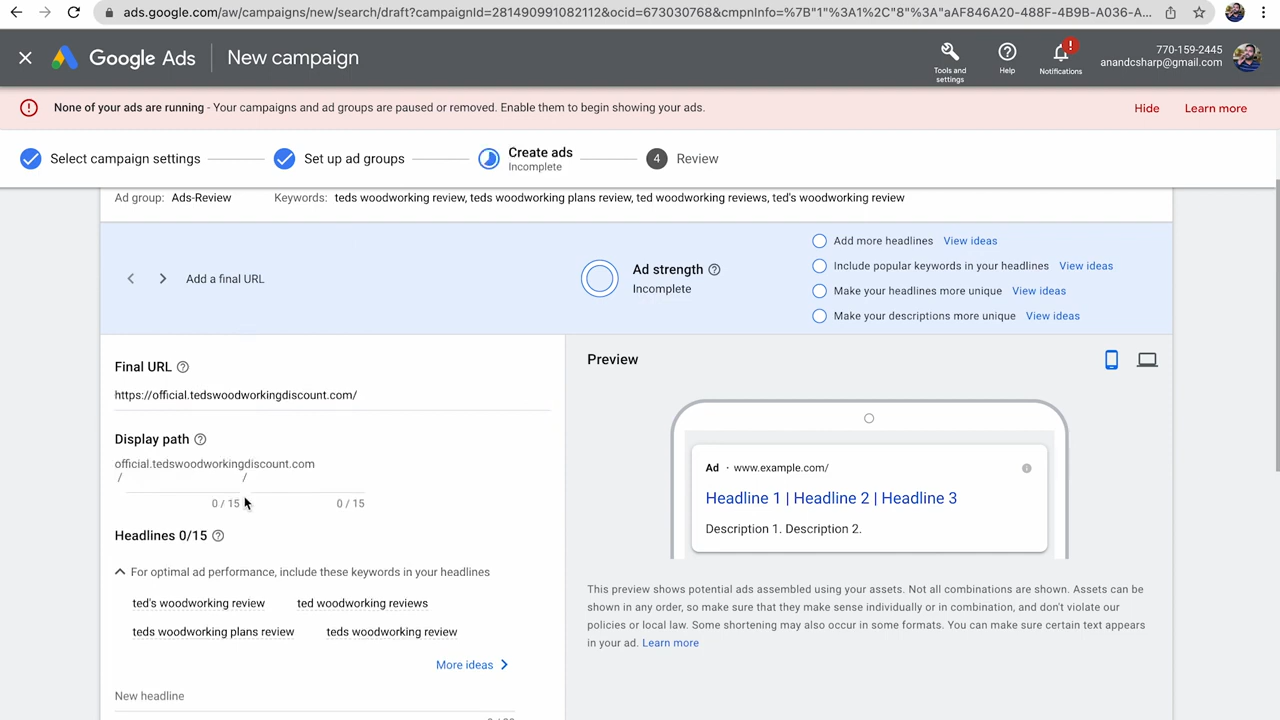 ads.google.com/aw/campaigns/new/search/draft?campaignId=281490991082112&ocid=673030768&cmpnInfo=%7B"1"%3A1%2C"8"%3A"aAF846A20-488F-4B9B-A036-A...
Google Ads New campaign
Tools and settings
Help
!
Notifications
770-159-2445
anandcsharp@gmail.com
None of your ads are running - Your campaigns and ad groups are paused or removed. Enable them to begin showing your ads. Hide Learn more
Select campaign settings Set up ad groups Create ads 4 Review
Incomplete
Ad group: Ads-Review Keywords: teds woodworking review, teds woodworking plans review, ted woodworking reviews, ted's woodworking review
Add a final URL
Ad strength
Incomplete
Add more headlines View ideas
Include popular keywords in your headlines View ideas
Make your headlines more unique View ideas
Make your descriptions more unique View ideas
Final URL
https://official.tedswoodworkingdiscount.com/
Display path
official.tedswoodworkingdiscount.com
/ /
0 / 15 0 / 15
Headlines 0/15
For optimal ad performance, include these keywords in your headlines
ted's woodworking review ted woodworking reviews
teds woodworking plans review teds woodworking review
More ideas
New headline
Preview
Ad · www.example.com/
Headline 1 | Headline 2 | Headline 3
Description 1. Description 2.
This preview shows potential ads assembled using your assets. Not all combinations are shown. Assets can be
shown in any order, so make sure that they make sense individually or in combination, and don't violate our
policies or local law. Some shortening may also occur in some formats. You can make sure certain text appears
in your ad. Learn more